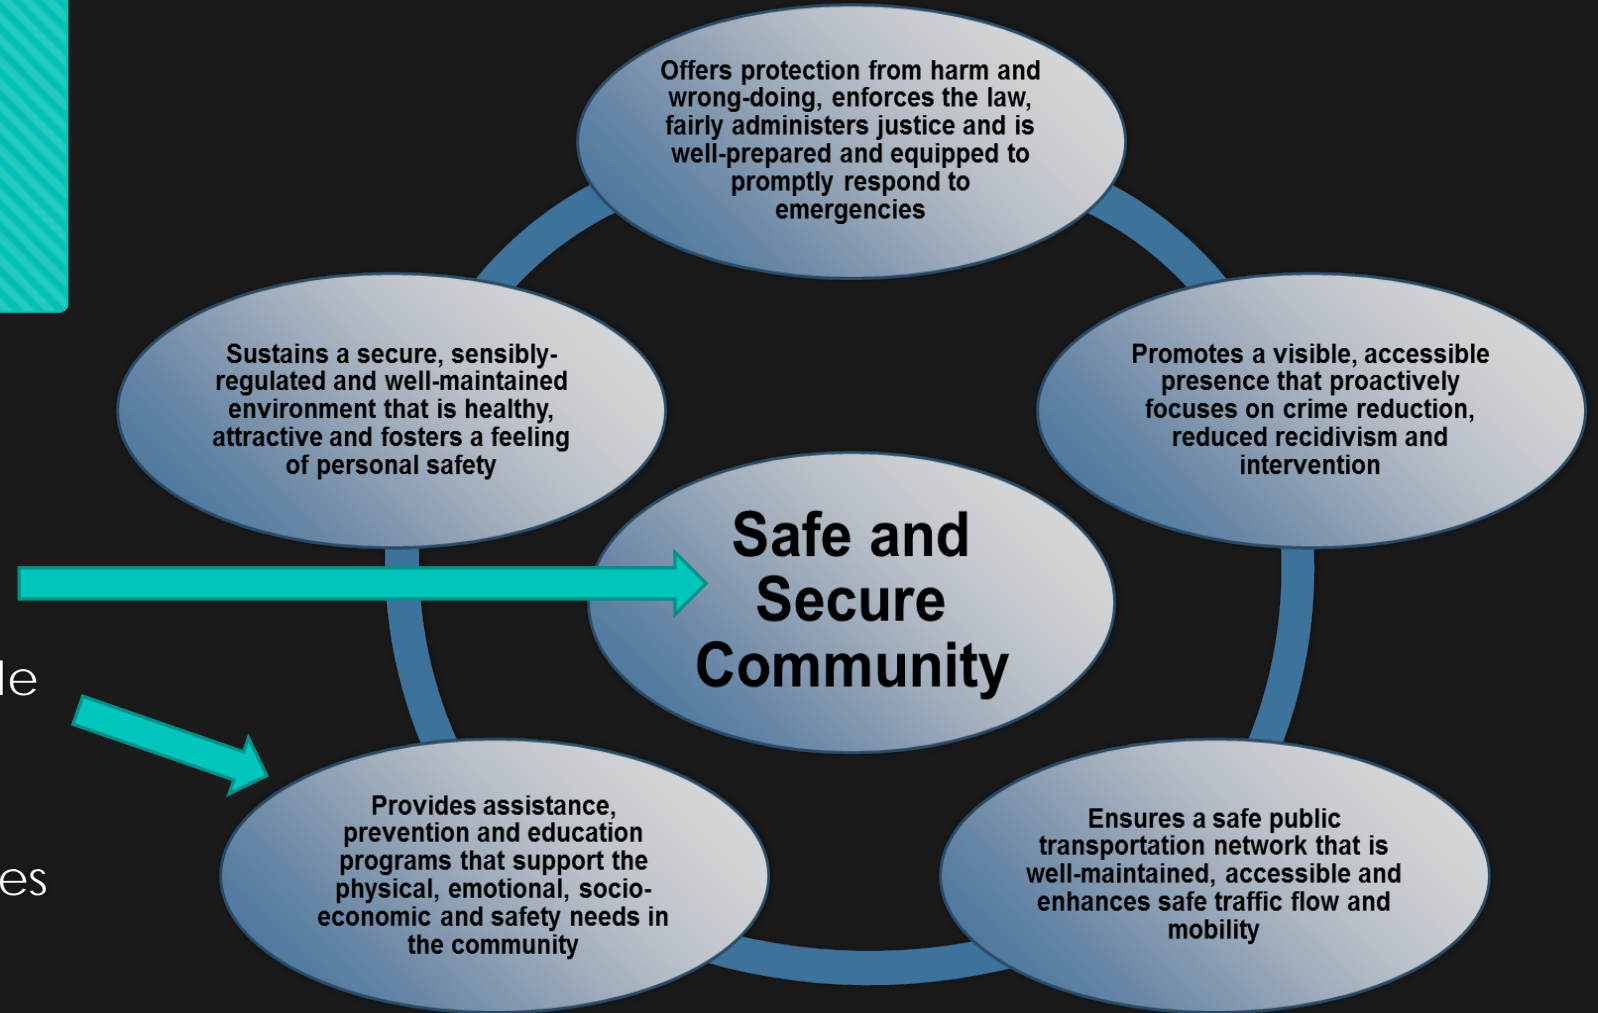 Offers protection from harm and
wrong-doing, enforces the law,
fairly administers justice and is
well-prepared and equipped to
promptly respond to
emergencies
Sustains a secure, sensibly-
regulated and well-maintained
environment that is healthy,
attractive and fosters a feeling
of personal safety
Promotes a visible, accessible
presence that proactively
focuses on crime reduction,
reduced recidivism and
intervention
Safe and
Secure
Community
Provides assistance,
prevention and education
programs that support the
physical, emotional, socio-
economic and safety needs in
the community
Ensures a safe public
transportation network that is
well-maintained, accessible and
enhances safe traffic flow and
mobility